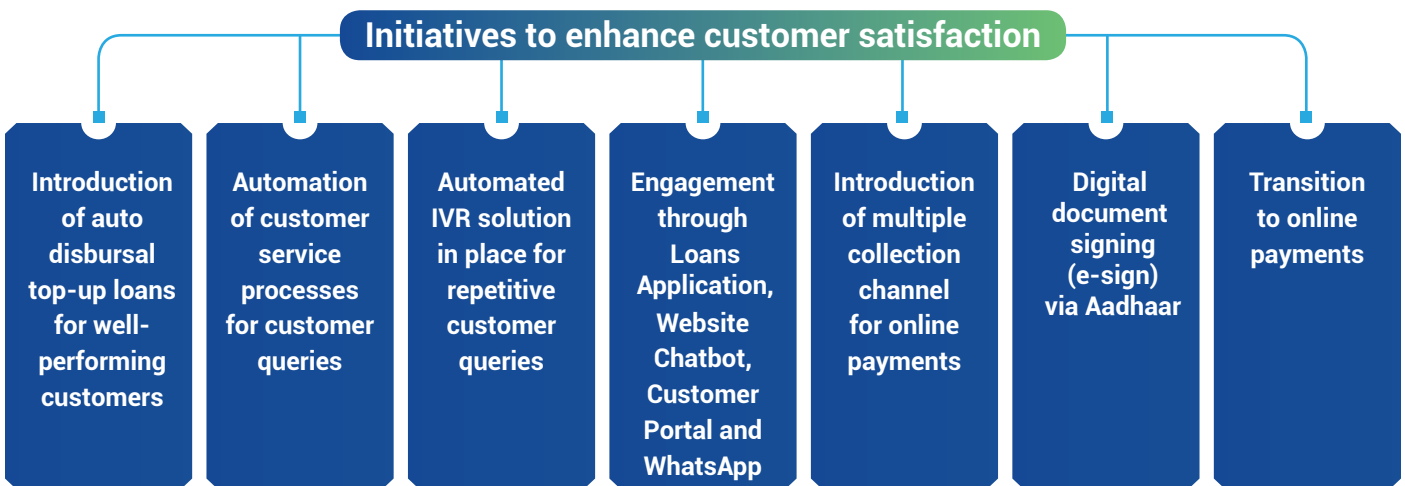 Initiatives to enhance customer satisfaction
Introduction
of auto
disbursal
top-up loans
for well-
performing
customers
Automation
of customer
service
processes
for customer
queries
Automated
IVR solution
in place for
repetitive
customer
queries
Engagement
through
Loans
Application,
Website
Chatbot,
Customer
Portal and
WhatsApp
Introduction
of multiple
collection
channel
for online
payments
Digital
document
signing
(e-sign)
via Aadhaar
Transition
to online
payments